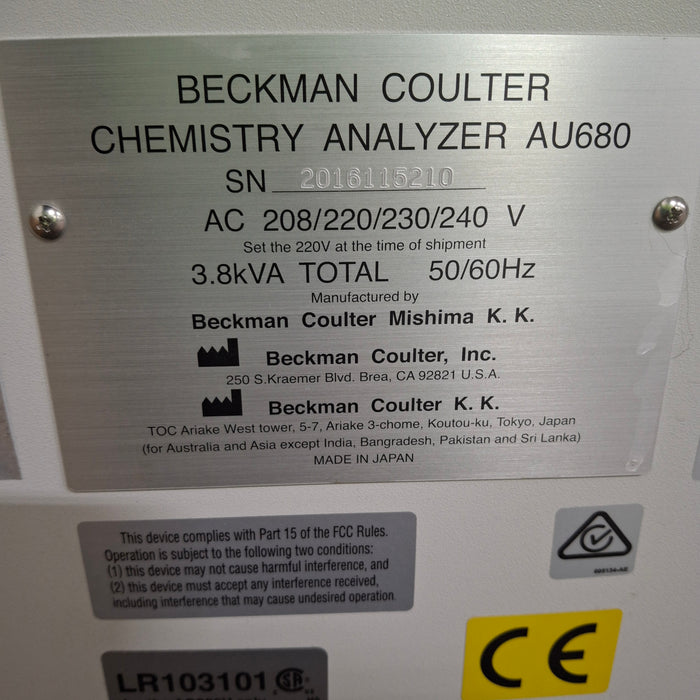 BECKMAN COULTER
CHEMISTRY ANALYZER AU680
SN 2016115210
AC 208/220/230/240 V
Set the 220V at the time of shipment
3.8kVA TOTAL 50/60Hz
Manufactured by
Beckman Coulter Mishima K. K.
Beckman Coulter, Inc.
250 S.Kraemer Blvd. Brea, CA 92821 U.S.A.
Beckman Coulter K. K.
TOC Ariake West tower, 5-7, Ariake 3-chome, Koutou-ku, Tokyo, Japan
(for Australia and Asia except India, Bangradesh, Pakistan and Sri Lanka)
MADE IN JAPAN
This device complies with Part 15 of the FCC Rules.
Operation is subject to the following two conditions:
(1) this device may not cause harmful interference, and
(2) this device must accept any interference received,
including interference that may cause undesired operation.
CE
LR103101